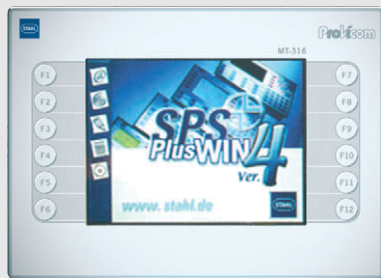 STAHL
ProVicom
MT-316
F1
F2
F3
F4
F5
F6
SPS
PlusWIN 4
Ver.
www.stahl.de
STAHL
F7
F8
F9
F10
F11
F12